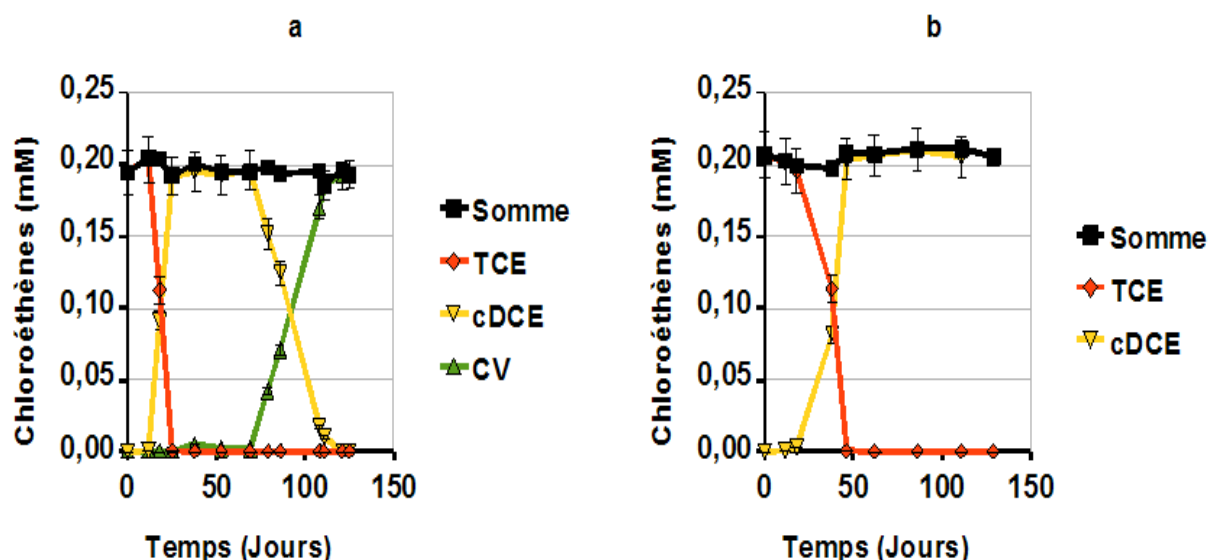 a
0,25
0,20
0,15
0,10
0,05
0,00
Chloroéthènes (mM)
0 50 100 150
Temps (Jours)
Somme
TCE
cDCE
CV
b
0,25
0,20
0,15
0,10
0,05
0,00
Chloroéthènes (mM)
0 50 100 150
Temps (Jours)
Somme
TCE
cDCE